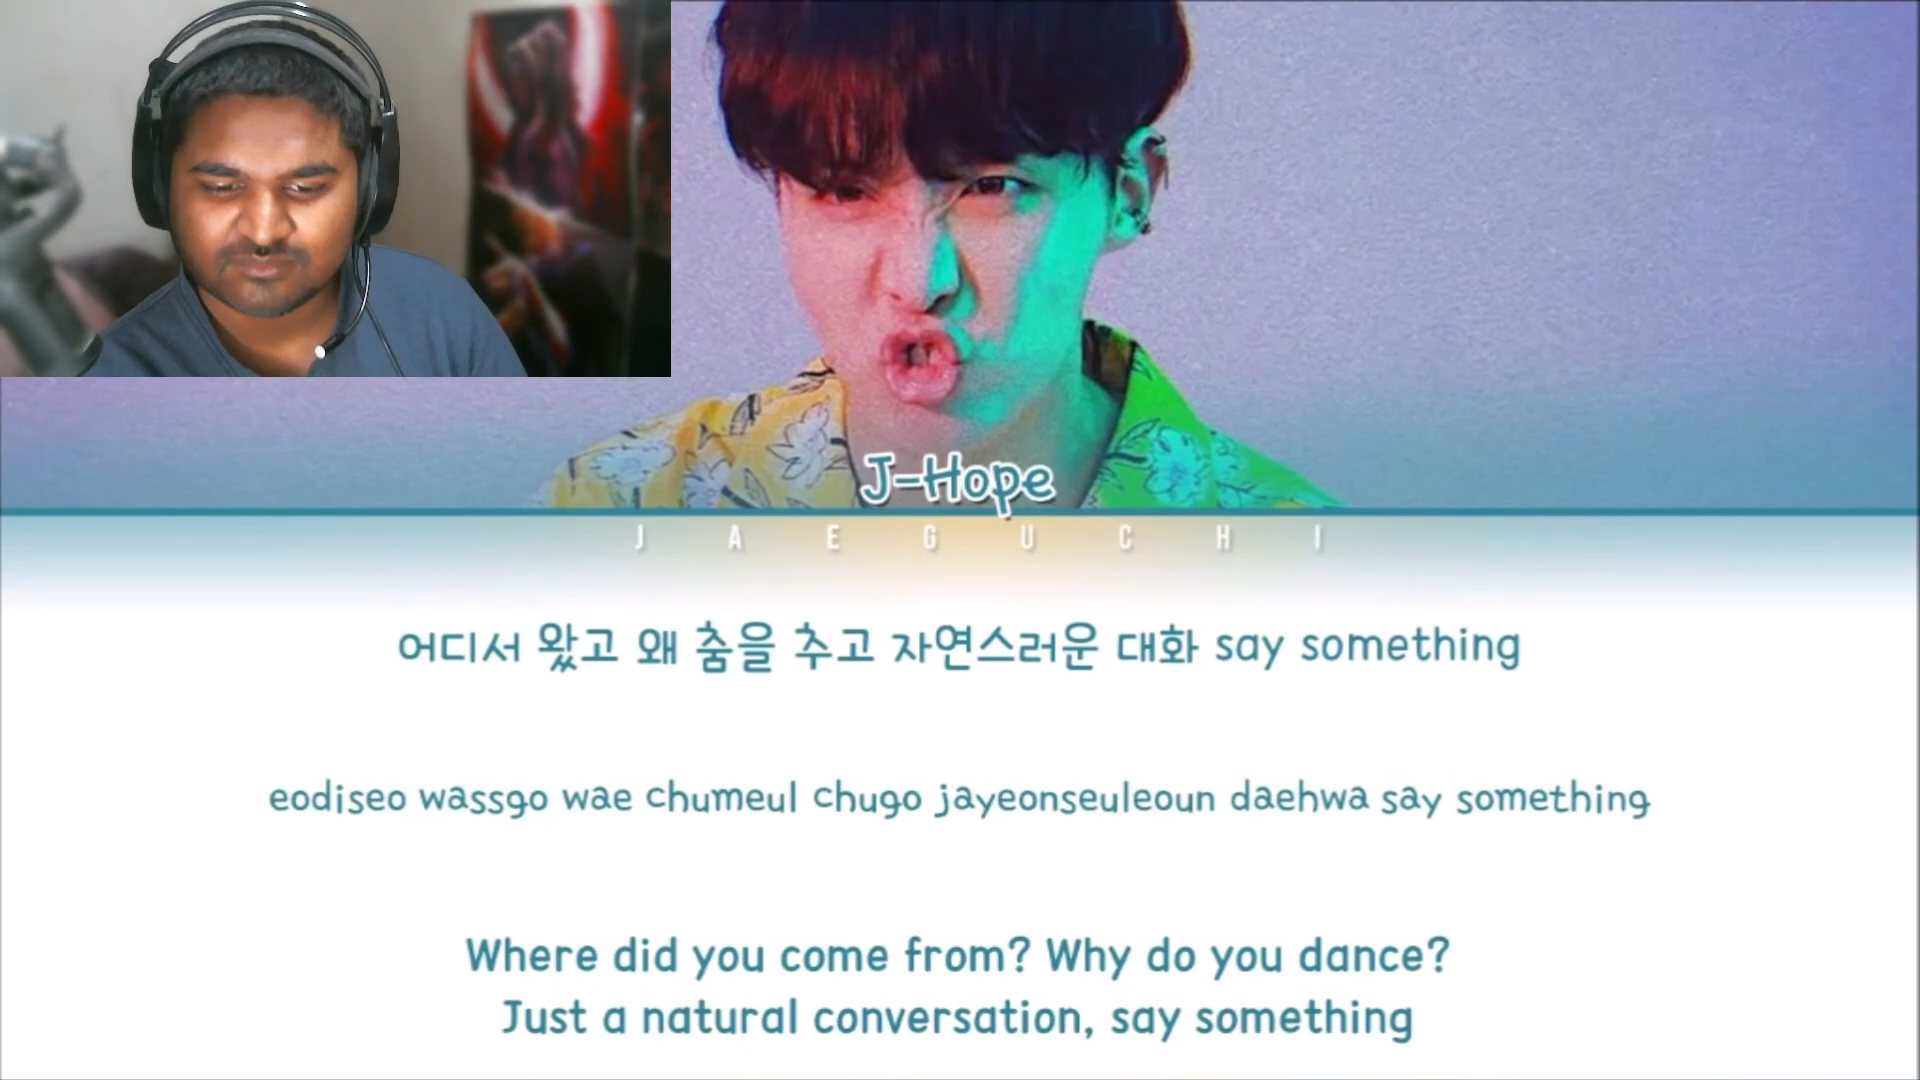 J-Hope
JAEGUCHI
어디서 왔고 왜 춤을 추고 자연스러운 대화 say something
eodiseo wassgo wae chumeul chugo jayeonseuleoun daehwa say something
Where did you come from? Why do you dance?
Just a natural conversation, say something